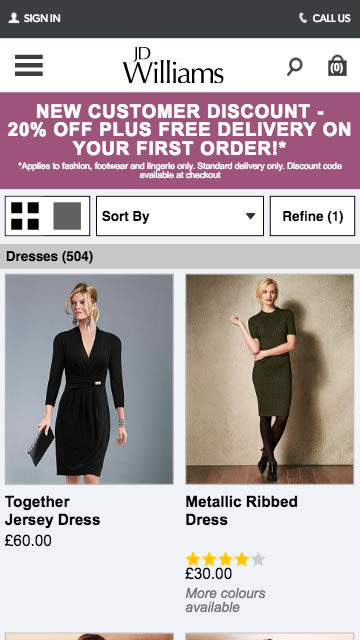 SIGN IN
CALL US
JD
Williams
(0)
NEW CUSTOMER DISCOUNT -
20% OFF PLUS FREE DELIVERY ON
YOUR FIRST ORDER!*
*Applies to fashion, footwear and lingerie only. Standard delivery only. Discount code
available at checkout
Sort By
Refine (1)
Dresses (504)
Together
Jersey Dress
£60.00
Metallic Ribbed
Dress
£30.00
More colours
available